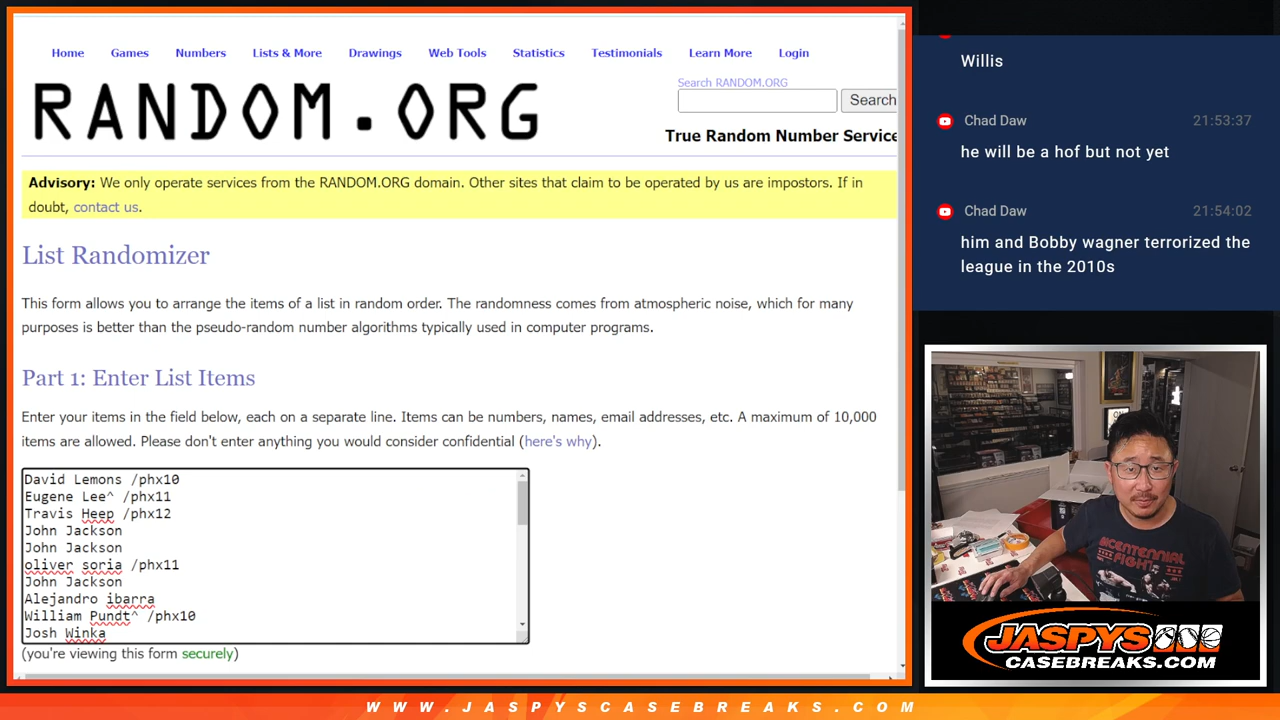 Home Games Numbers Lists & More Drawings Web Tools Statistics Testimonials Learn More Login
RANDOM.ORG
Search RANDOM.ORG
Search
True Random Number Service
Advisory: We only operate services from the RANDOM.ORG domain. Other sites that claim to be operated by us are impostors. If in
doubt, contact us.
List Randomizer
This form allows you to arrange the items of a list in random order. The randomness comes from atmospheric noise, which for many
purposes is better than the pseudo-random number algorithms typically used in computer programs.
Part 1: Enter List Items
Enter your items in the field below, each on a separate line. Items can be numbers, names, email addresses, etc. A maximum of 10,000
items are allowed. Please don't enter anything you would consider confidential (here's why).
David Lemons /phx10
Eugene Lee^ /phx11
Travis Heep /phx12
John Jackson
John Jackson
oliver soria /phx11
John Jackson
Alejandro ibarra
William Pundt^ /phx10
Josh Winka
(you're viewing this form securely)
Willis
Chad Daw 21:53:37
he will be a hof but not yet
Chad Daw 21:54:02
him and Bobby wagner terrorized the
league in the 2010s
BICENTENNIAL
FIGHT
JASPYS
CASEBREAKS.COM
WWW.JASPYSCASEBREAKS.COM